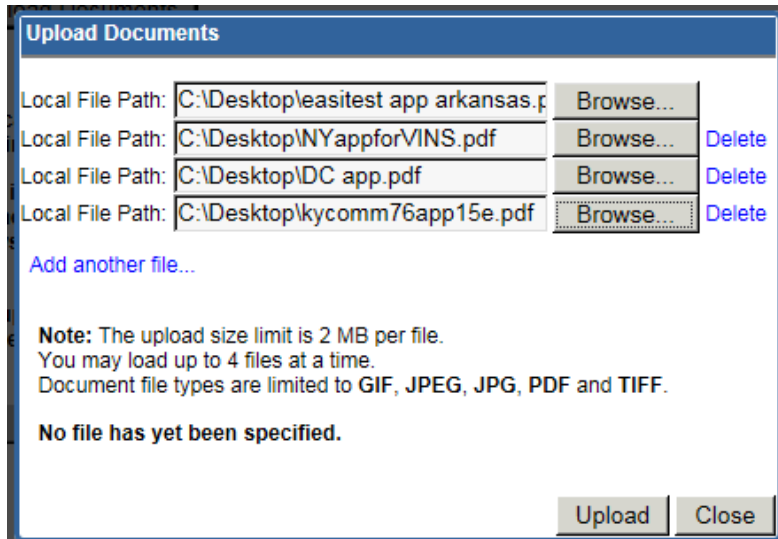 Upload Documents
Local File Path: C:\Desktop\easitest app arkansas.p Browse...
Local File Path: C:\Desktop\NYappforVINS.pdf Browse... Delete
Local File Path: C:\Desktop\DC app.pdf Browse... Delete
Local File Path: C:\Desktop\kycomm76app15e.pdf Browse... Delete
Add another file...
Note: The upload size limit is 2 MB per file.
You may load up to 4 files at a time.
Document file types are limited to GIF, JPEG, JPG, PDF and TIFF.
No file has yet been specified.
Upload Close